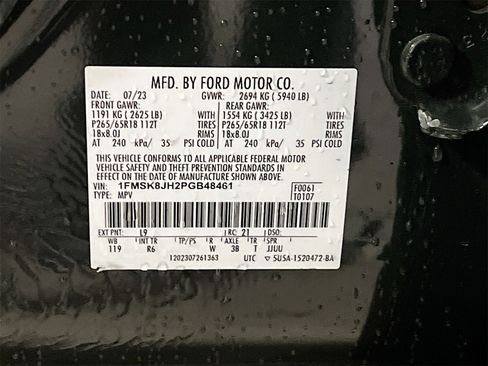 MFD. BY FORD MOTOR CO.
DATE: 07/23 GVWR: 2694 KG ( 5940 LB)
FRONT GAWR: REAR GAWR:
1191 KG ( 2625 LB) WITH 1554 KG ( 3425 LB) WITH
P265/65R18 112T TIRES P265/65R18 112T TIRES
18x8.0J RIMS 18x8.0J RIMS
AT 240 kPa/ 35 PSI COLD AT 240 kPa/ 35 PSI COLD
THIS VEHICLE CONFORMS TO ALL APPLICABLE FEDERAL MOTOR
VEHICLE SAFETY AND THEFT PREVENTION STANDARDS IN
EFFECT ON THE DATE OF MANUFACTURE SHOWN ABOVE.
VIN: 1FMSK8JH2PGB48461 F0061
TYPE: MPV T0107
EXT PNT: L9 RC: 21 DSO:
WB INT TR TP/PS R AXLE TR SPR
119 R6 W 3B T JJUU
1202307261363 UTC 5U5A-1520472-BA